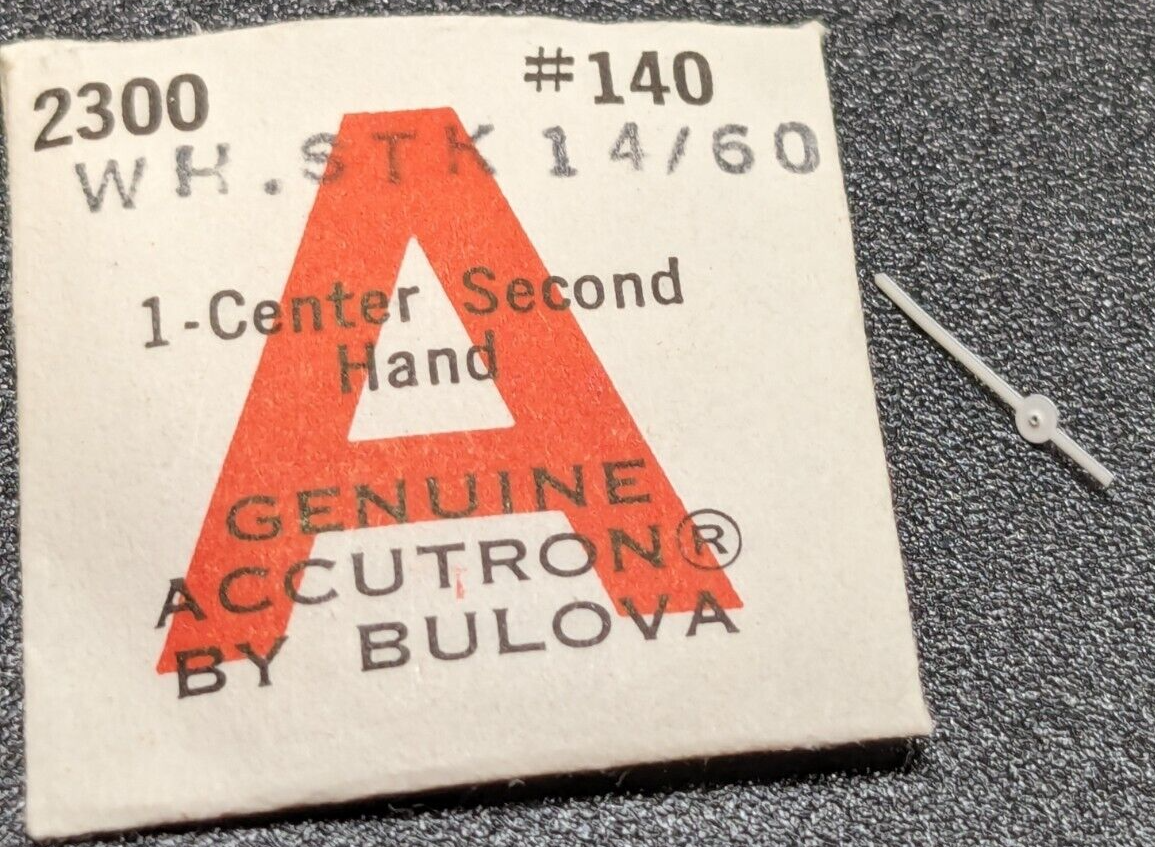 2300 #140
WH.STK 14/60
A
1-Center Second
Hand
GENUINE
ACCUTRON®
BY BULOVA